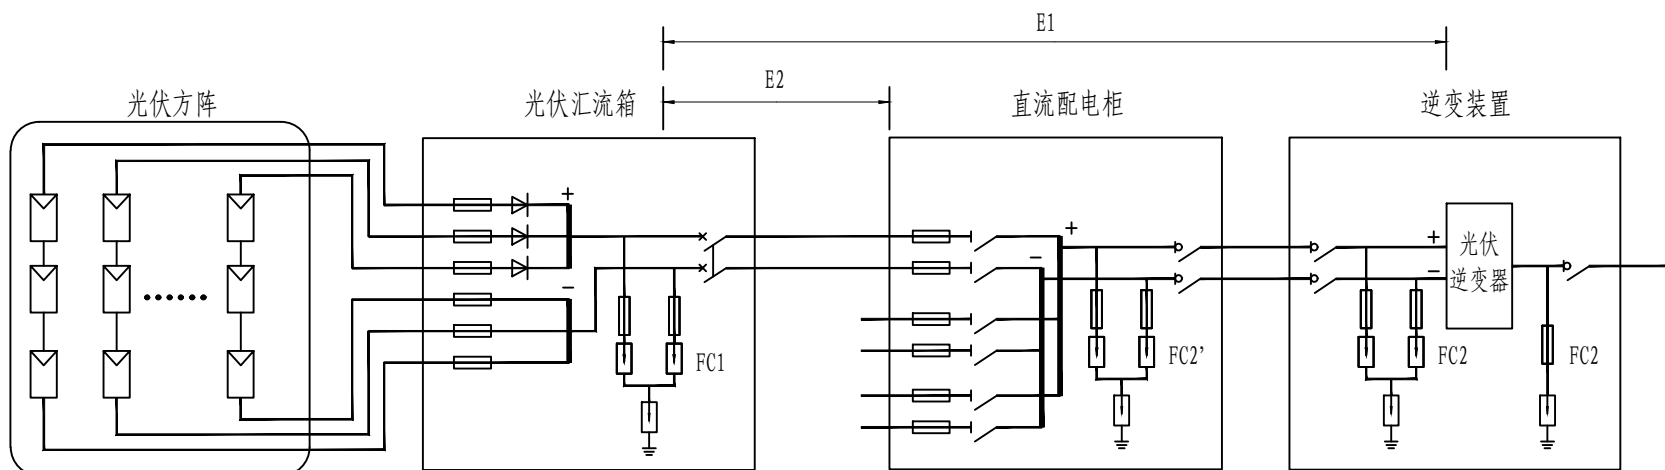 E1
E2
光伏方阵
光伏汇流箱
直流配电柜
逆变装置
+
-
FC1
+
-
FC2'
+
-
光伏
逆变器
FC2
FC2